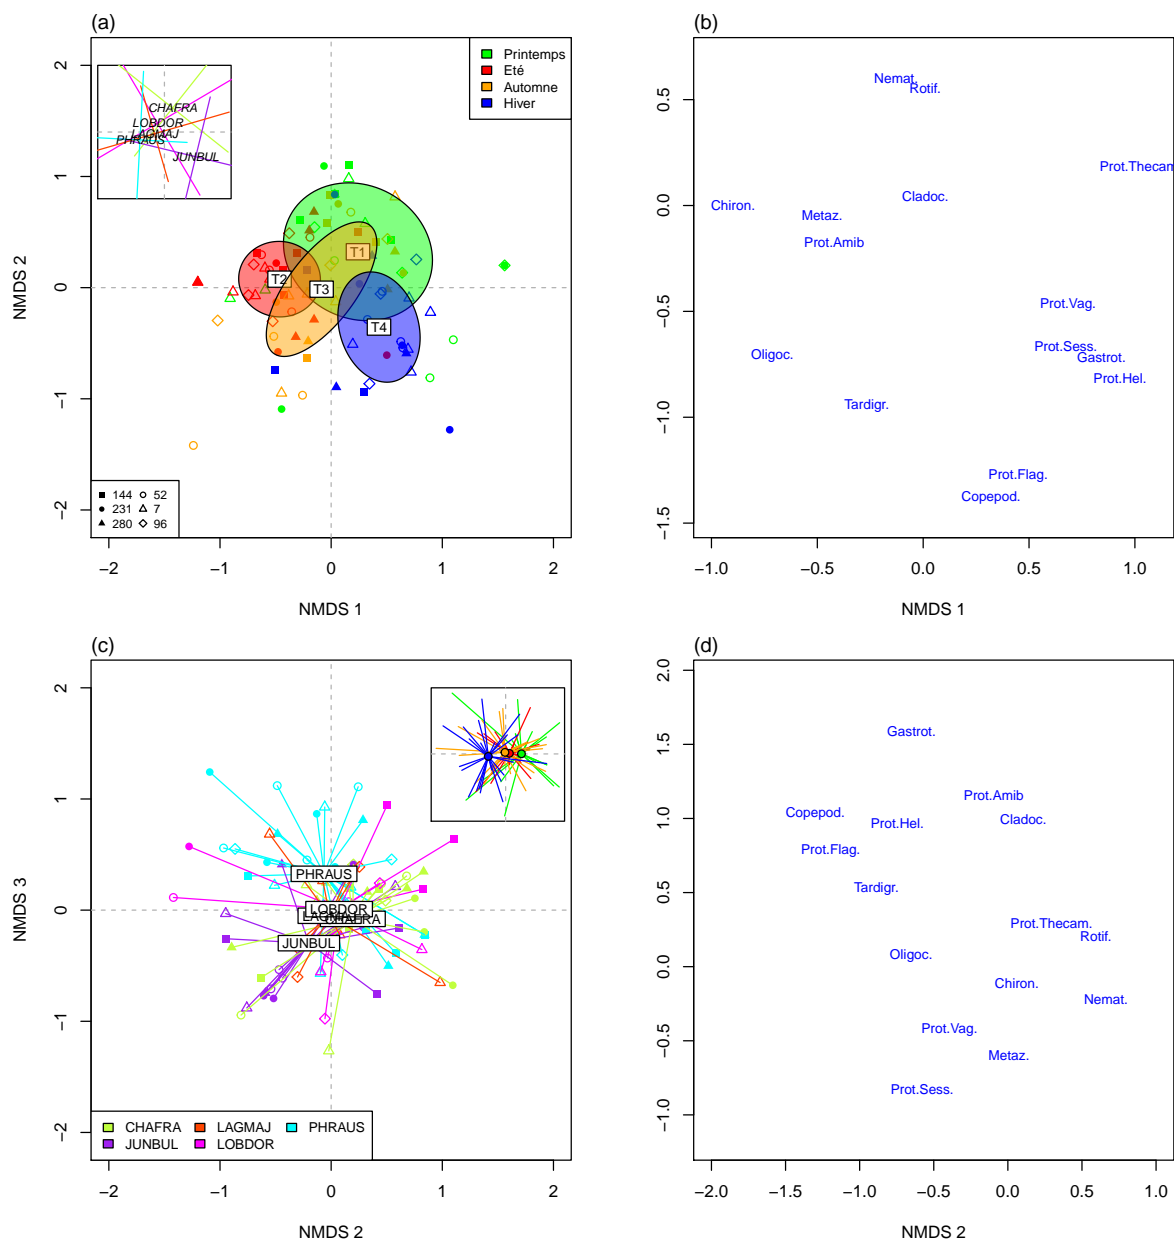 (a)
2
1
0
−1
−2
NMDS 2
CHAFRA
LOBDOR
LAGMAJ
PHRAUS
JUNBUL
Printemps
Eté
Automne
Hiver
T1
T2
T3
T4
144 52
231 7
280 96
−2 −1 0 1 2
NMDS 1
(b)
0.5
0.0
−0.5
−1.0
−1.5
Nemat.
Rotif.
Prot.Thecam
Cladoc.
Chiron.
Metaz.
Prot.Amib
Prot.Vag.
Prot.Sess.
Gastrot.
Oligoc.
Prot.Hel.
Tardigr.
Prot.Flag.
Copepod.
−1.0 −0.5 0.0 0.5 1.0
NMDS 1
(c)
2
1
0
−1
−2
NMDS 3
PHRAUS
LOBDOR
LAGMAJ
CHAFRA
JUNBUL
CHAFRA LAGMAJ PHRAUS
JUNBUL LOBDOR
−2 −1 0 1 2
NMDS 2
(d)
2.0
1.5
1.0
0.5
0.0
−0.5
−1.0
Gastrot.
Prot.Amib
Copepod.
Cladoc.
Prot.Hel.
Prot.Flag.
Tardigr.
Prot.Thecam.
Rotif.
Oligoc.
Chiron.
Nemat.
Prot.Vag.
Metaz.
Prot.Sess.
−2.0 −1.5 −1.0 −0.5 0.0 0.5 1.0
NMDS 2